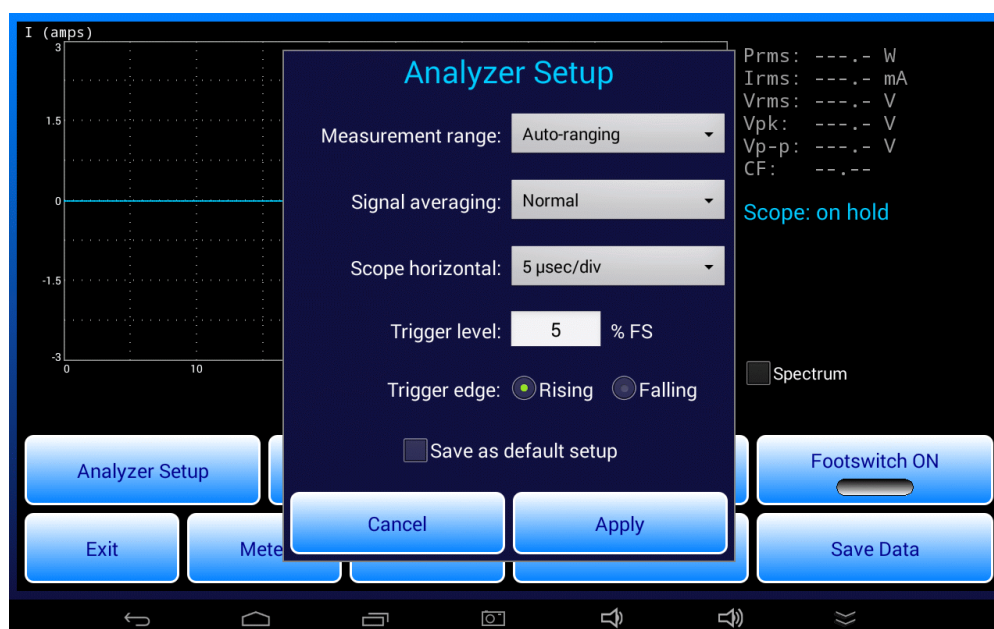 I (amps)
3
1.5
0
-1.5
-3
0
10
Prms: ---.- W
Irms: ---.- mA
Vrms: ---.- V
Vpk: ---.- V
Vp-p: ---.- V
CF: --.--
Scope: on hold
Spectrum
Analyzer Setup
Measurement range: Auto-ranging
Signal averaging: Normal
Scope horizontal: 5 µsec/div
Trigger level: 5 % FS
Trigger edge: Rising Falling
Save as default setup
Cancel Apply
Analyzer Setup
Footswitch ON
Exit
Mete
Save Data